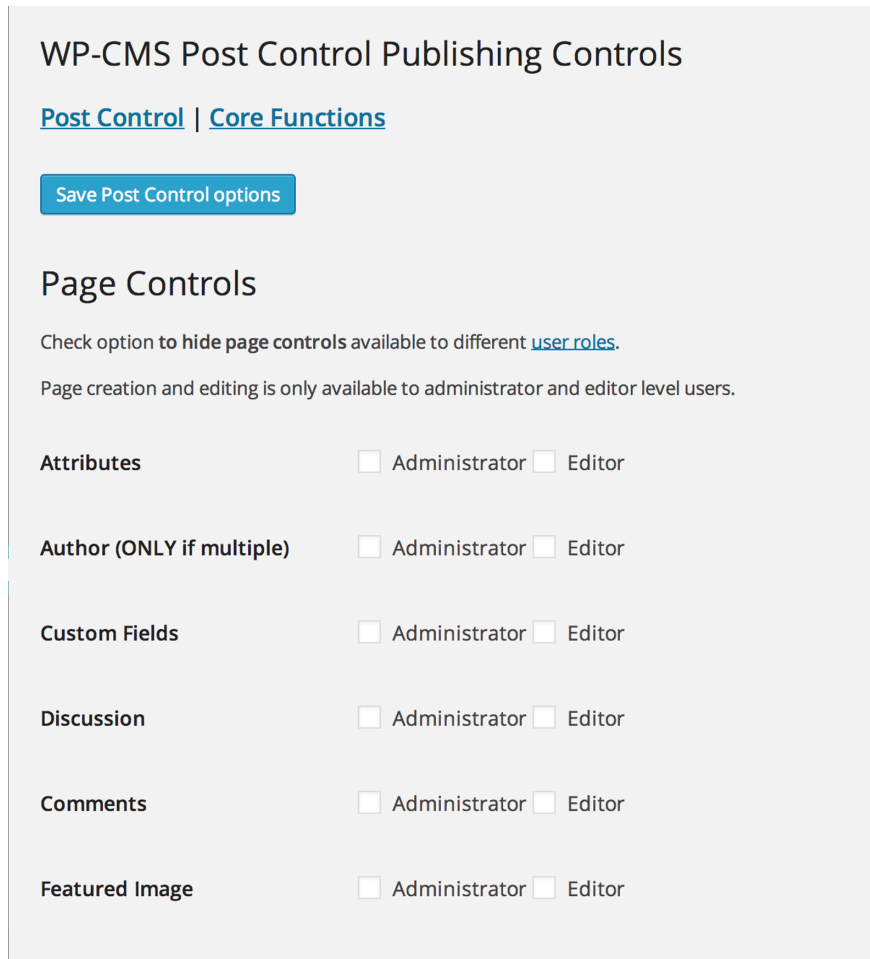 WP-CMS Post Control Publishing Controls
Post Control | Core Functions
Save Post Control options
Page Controls
Check option to hide page controls available to different user roles.
Page creation and editing is only available to administrator and editor level users.
Attributes Administrator Editor
Author (ONLY if multiple) Administrator Editor
Custom Fields Administrator Editor
Discussion Administrator Editor
Comments Administrator Editor
Featured Image Administrator Editor